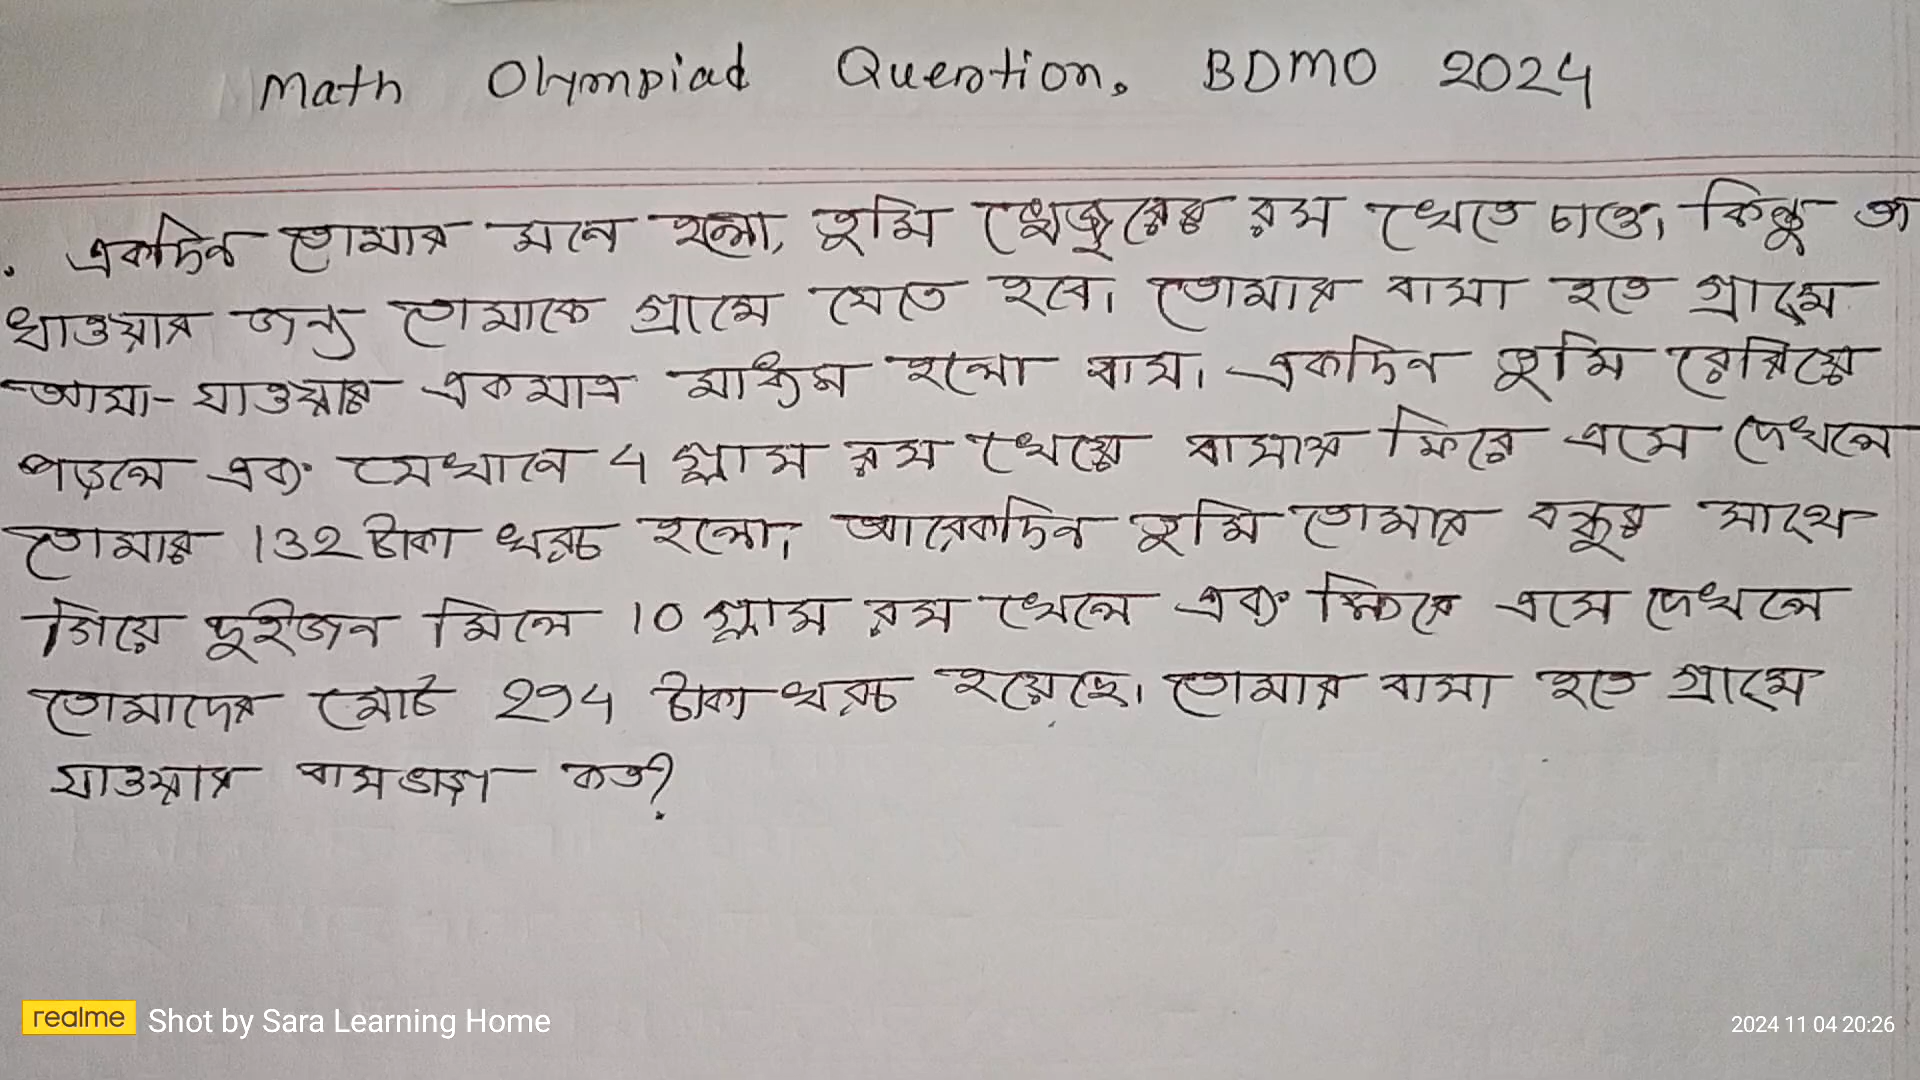 Math Olympiad Question. BDMO 2024
. একদিন তোমার মনে হলো, তুমি খেজুরের রস খেতে চাও, কিন্তু তা
খাওয়ার জন্য তোমাকে গ্রামে যেতে হবে। তোমার বাসা হতে গ্রামে
আসা-যাওয়ার একমাত্র মাধ্যম হলো বাস। একদিন তুমি বেরিয়ে
পড়লে এবং সেখানে 4 গ্লাস রস খেয়ে বাসায় ফিরে এসে দেখলে
তোমার 132 টাকা খরচ হলো। আরেকদিন তুমি তোমার বন্ধুর সাথে
গিয়ে দুইজন মিলে 10 গ্লাস রস খেলে এবং ফিরে এসে দেখলে
তোমাদের মোট 294 টাকা খরচ হয়েছে। তোমার বাসা হতে গ্রামে
যাওয়ার বাসভাড়া কত?
realme Shot by Sara Learning Home
2024 11 04 20:26